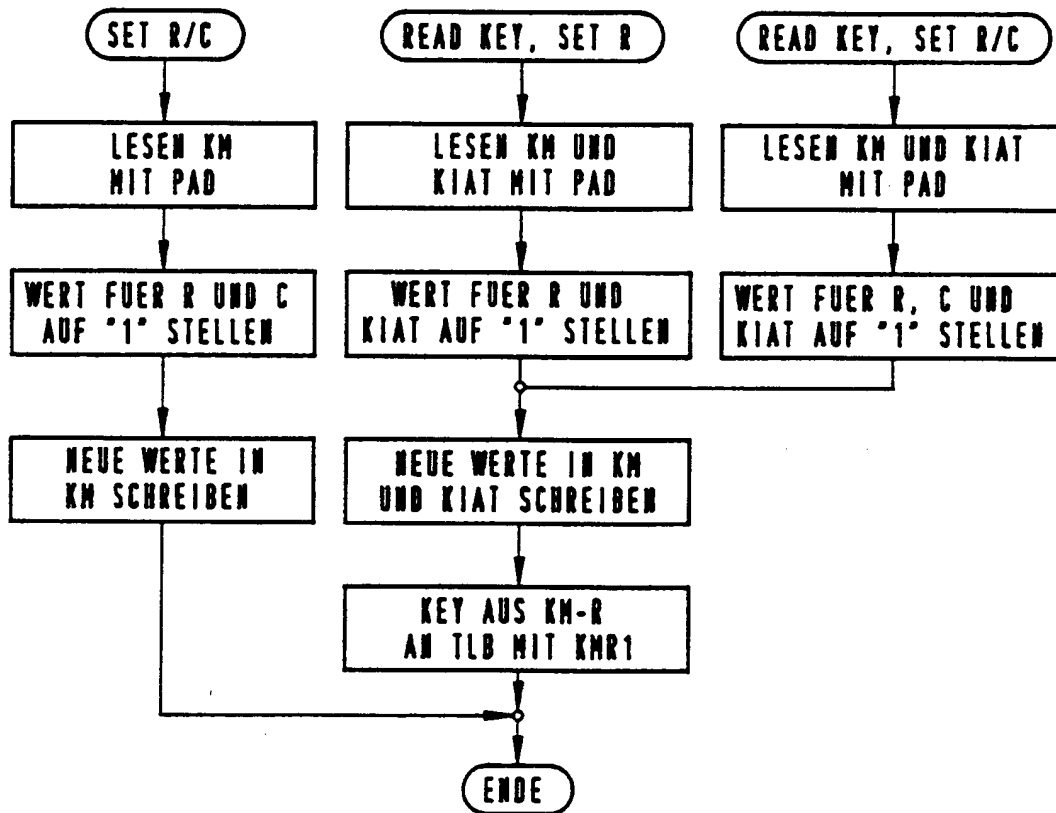 SET R/C
READ KEY, SET R
READ KEY, SET R/C
LESEN KM
MIT PAD
LESEN KM UND
KIAT MIT PAD
LESEN KM UND KIAT
MIT PAD
WERT FUER R UND C
AUF "1" STELLEN
WERT FUER R UND
KIAT AUF "1" STELLEN
WERT FUER R, C UND
KIAT AUF "1" STELLEN
NEUE WERTE IN
KM SCHREIBEN
NEUE WERTE IN KM
UND KIAT SCHREIBEN
KEY AUS KM-R
AN TLB MIT KMR1
ENDE